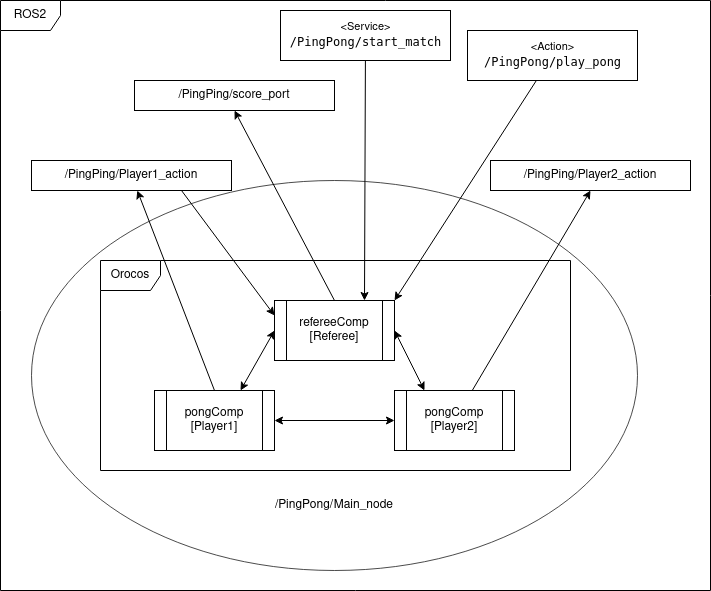 ROS2
<Service>
/PingPong/start_match
<Action>
/PingPong/play_pong
/PingPing/score_port
/PingPing/Player1_action
/PingPing/Player2_action
Orocos
refereeComp
[Referee]
pongComp
[Player1]
pongComp
[Player2]
/PingPong/Main_node